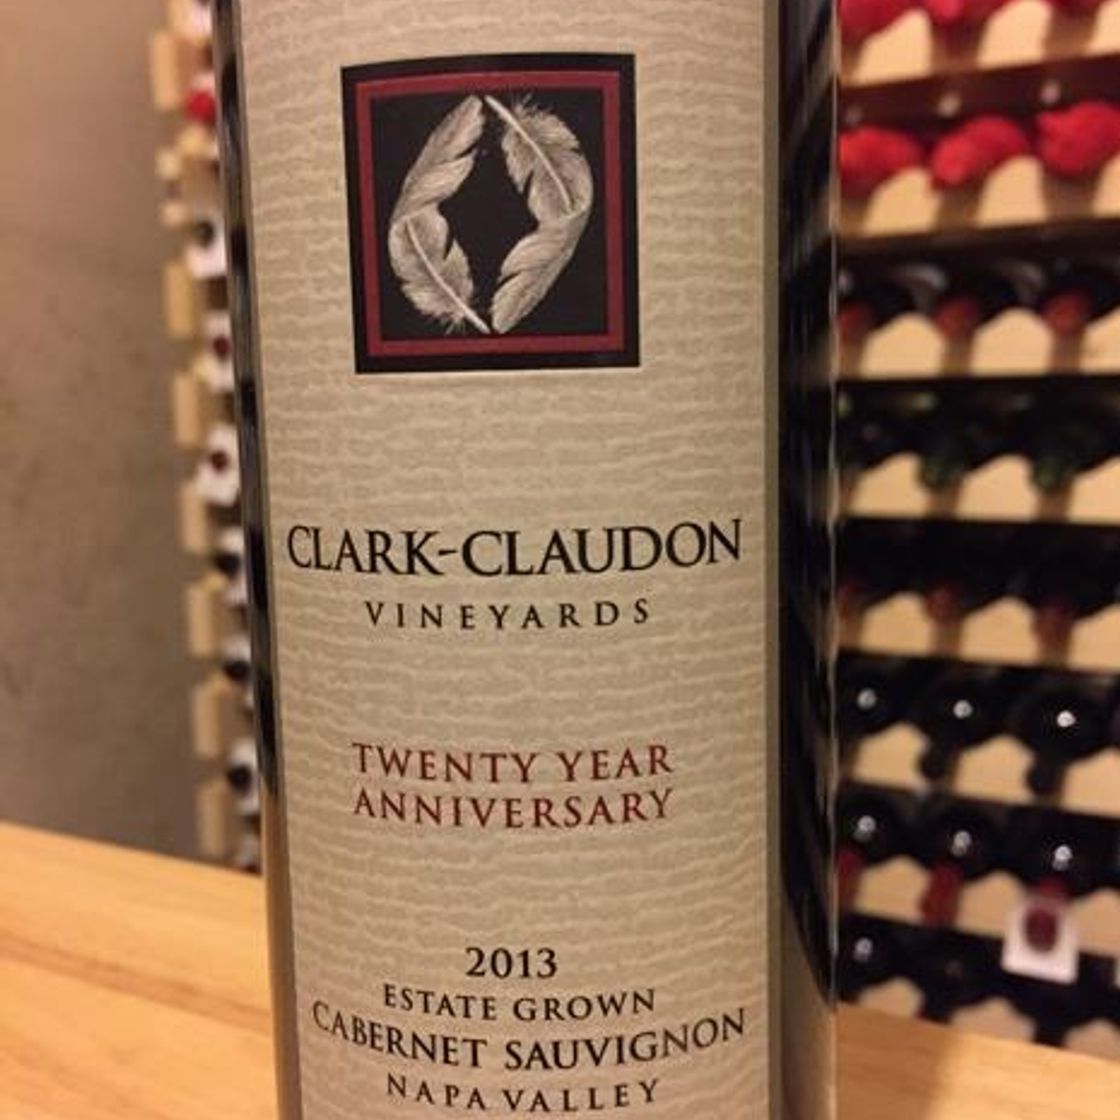 CLARK-CLAUDON
VINEYARDS
TWENTY YEAR
ANNIVERSARY
2013
ESTATE GROWN
CABERNET SAUVIGNON
NAPA VALLEY